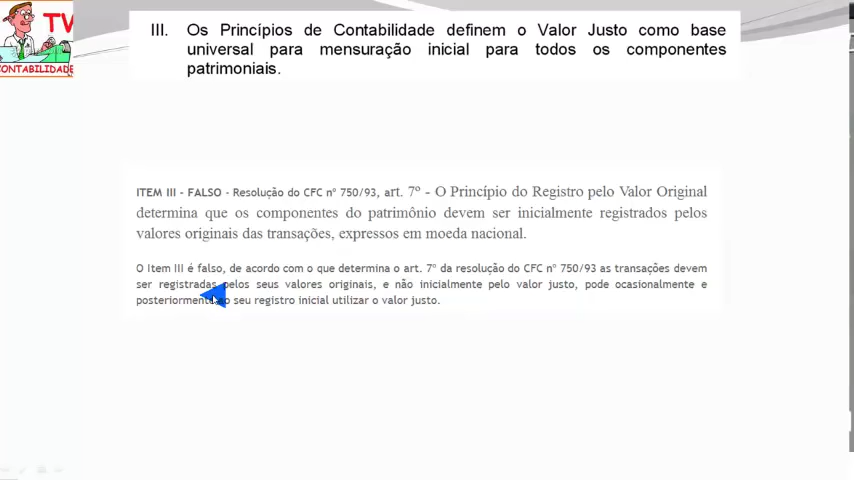 TV
CONTABILIDADE
III. Os Princípios de Contabilidade definem o Valor Justo como base
universal para mensuração inicial para todos os componentes
patrimoniais.
ITEM III - FALSO - Resolução do CFC nº 750/93, art. 7º - O Princípio do Registro pelo Valor Original
determina que os componentes do patrimônio devem ser inicialmente registrados pelos
valores originais das transações, expressos em moeda nacional.
O Item III é falso, de acordo com o que determina o art. 7º da resolução do CFC nº 750/93 as transações devem
ser registradas pelos seus valores originais, e não inicialmente pelo valor justo, pode ocasionalmente e
posteriormente ao seu registro inicial utilizar o valor justo.